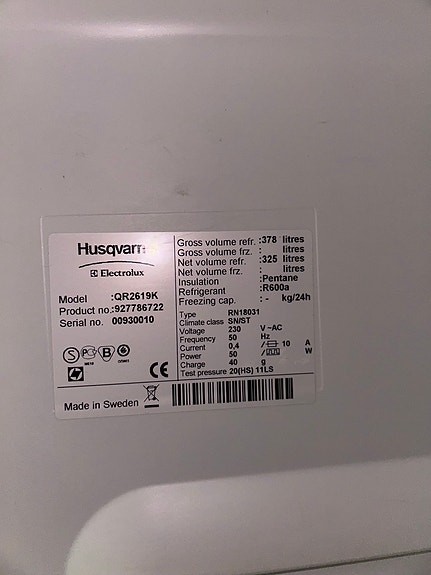 Husqvarna
Electrolux
Model :QR2619K
Product no.:927786722
Serial no. 00930010
Gross volume refr. :378 litres
Gross volume frz. : litres
Net volume refr. :325 litres
Net volume frz. : litres
Insulation :Pentane
Refrigerant :R600a
Freezing cap. : - kg/24h
Type RN18031
Climate class SN/ST
Voltage 230 V ~AC
Frequency 50 Hz
Current 0,4 / 10 A
Power 50 / W
Charge 40 g
Test pressure 20(HS) 11LS
S PC B
CE
Made in Sweden